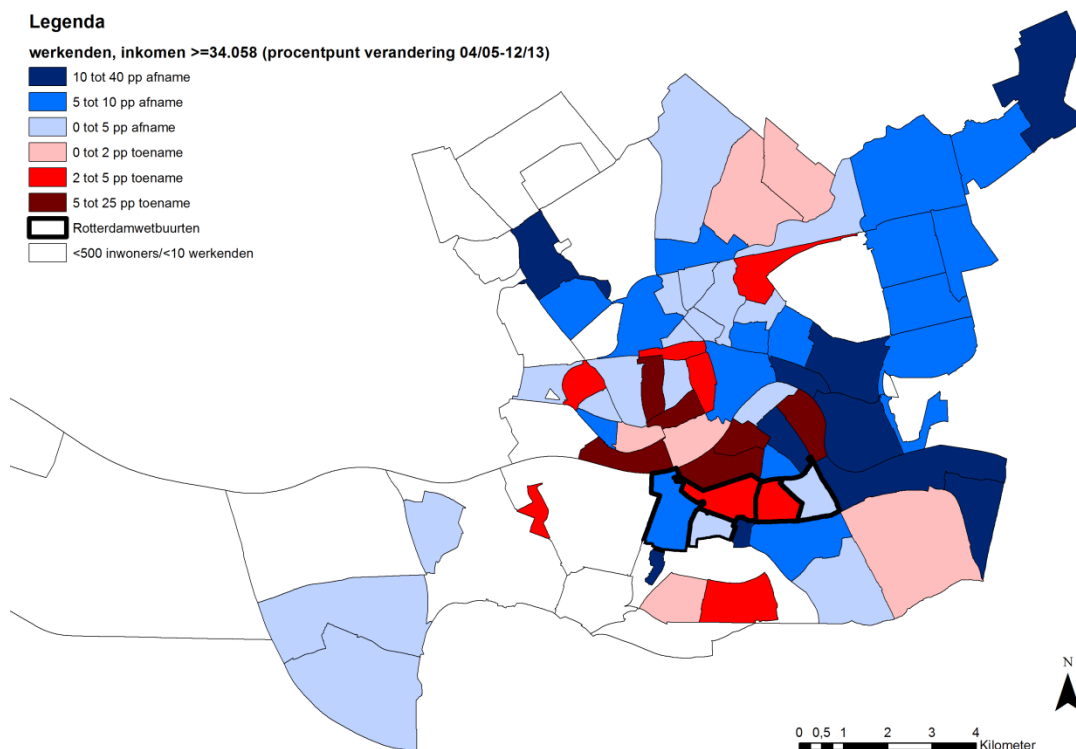 Legenda
werkenden, inkomen >=34.058 (procentpunt verandering 04/05-12/13)
10 tot 40 pp afname
5 tot 10 pp afname
0 tot 5 pp afname
0 tot 2 pp toename
2 tot 5 pp toename
5 tot 25 pp toename
Rotterdamwetbuurten
<500 inwoners/<10 werkenden
N
0 0,5 1 2 3 4
Kilometer